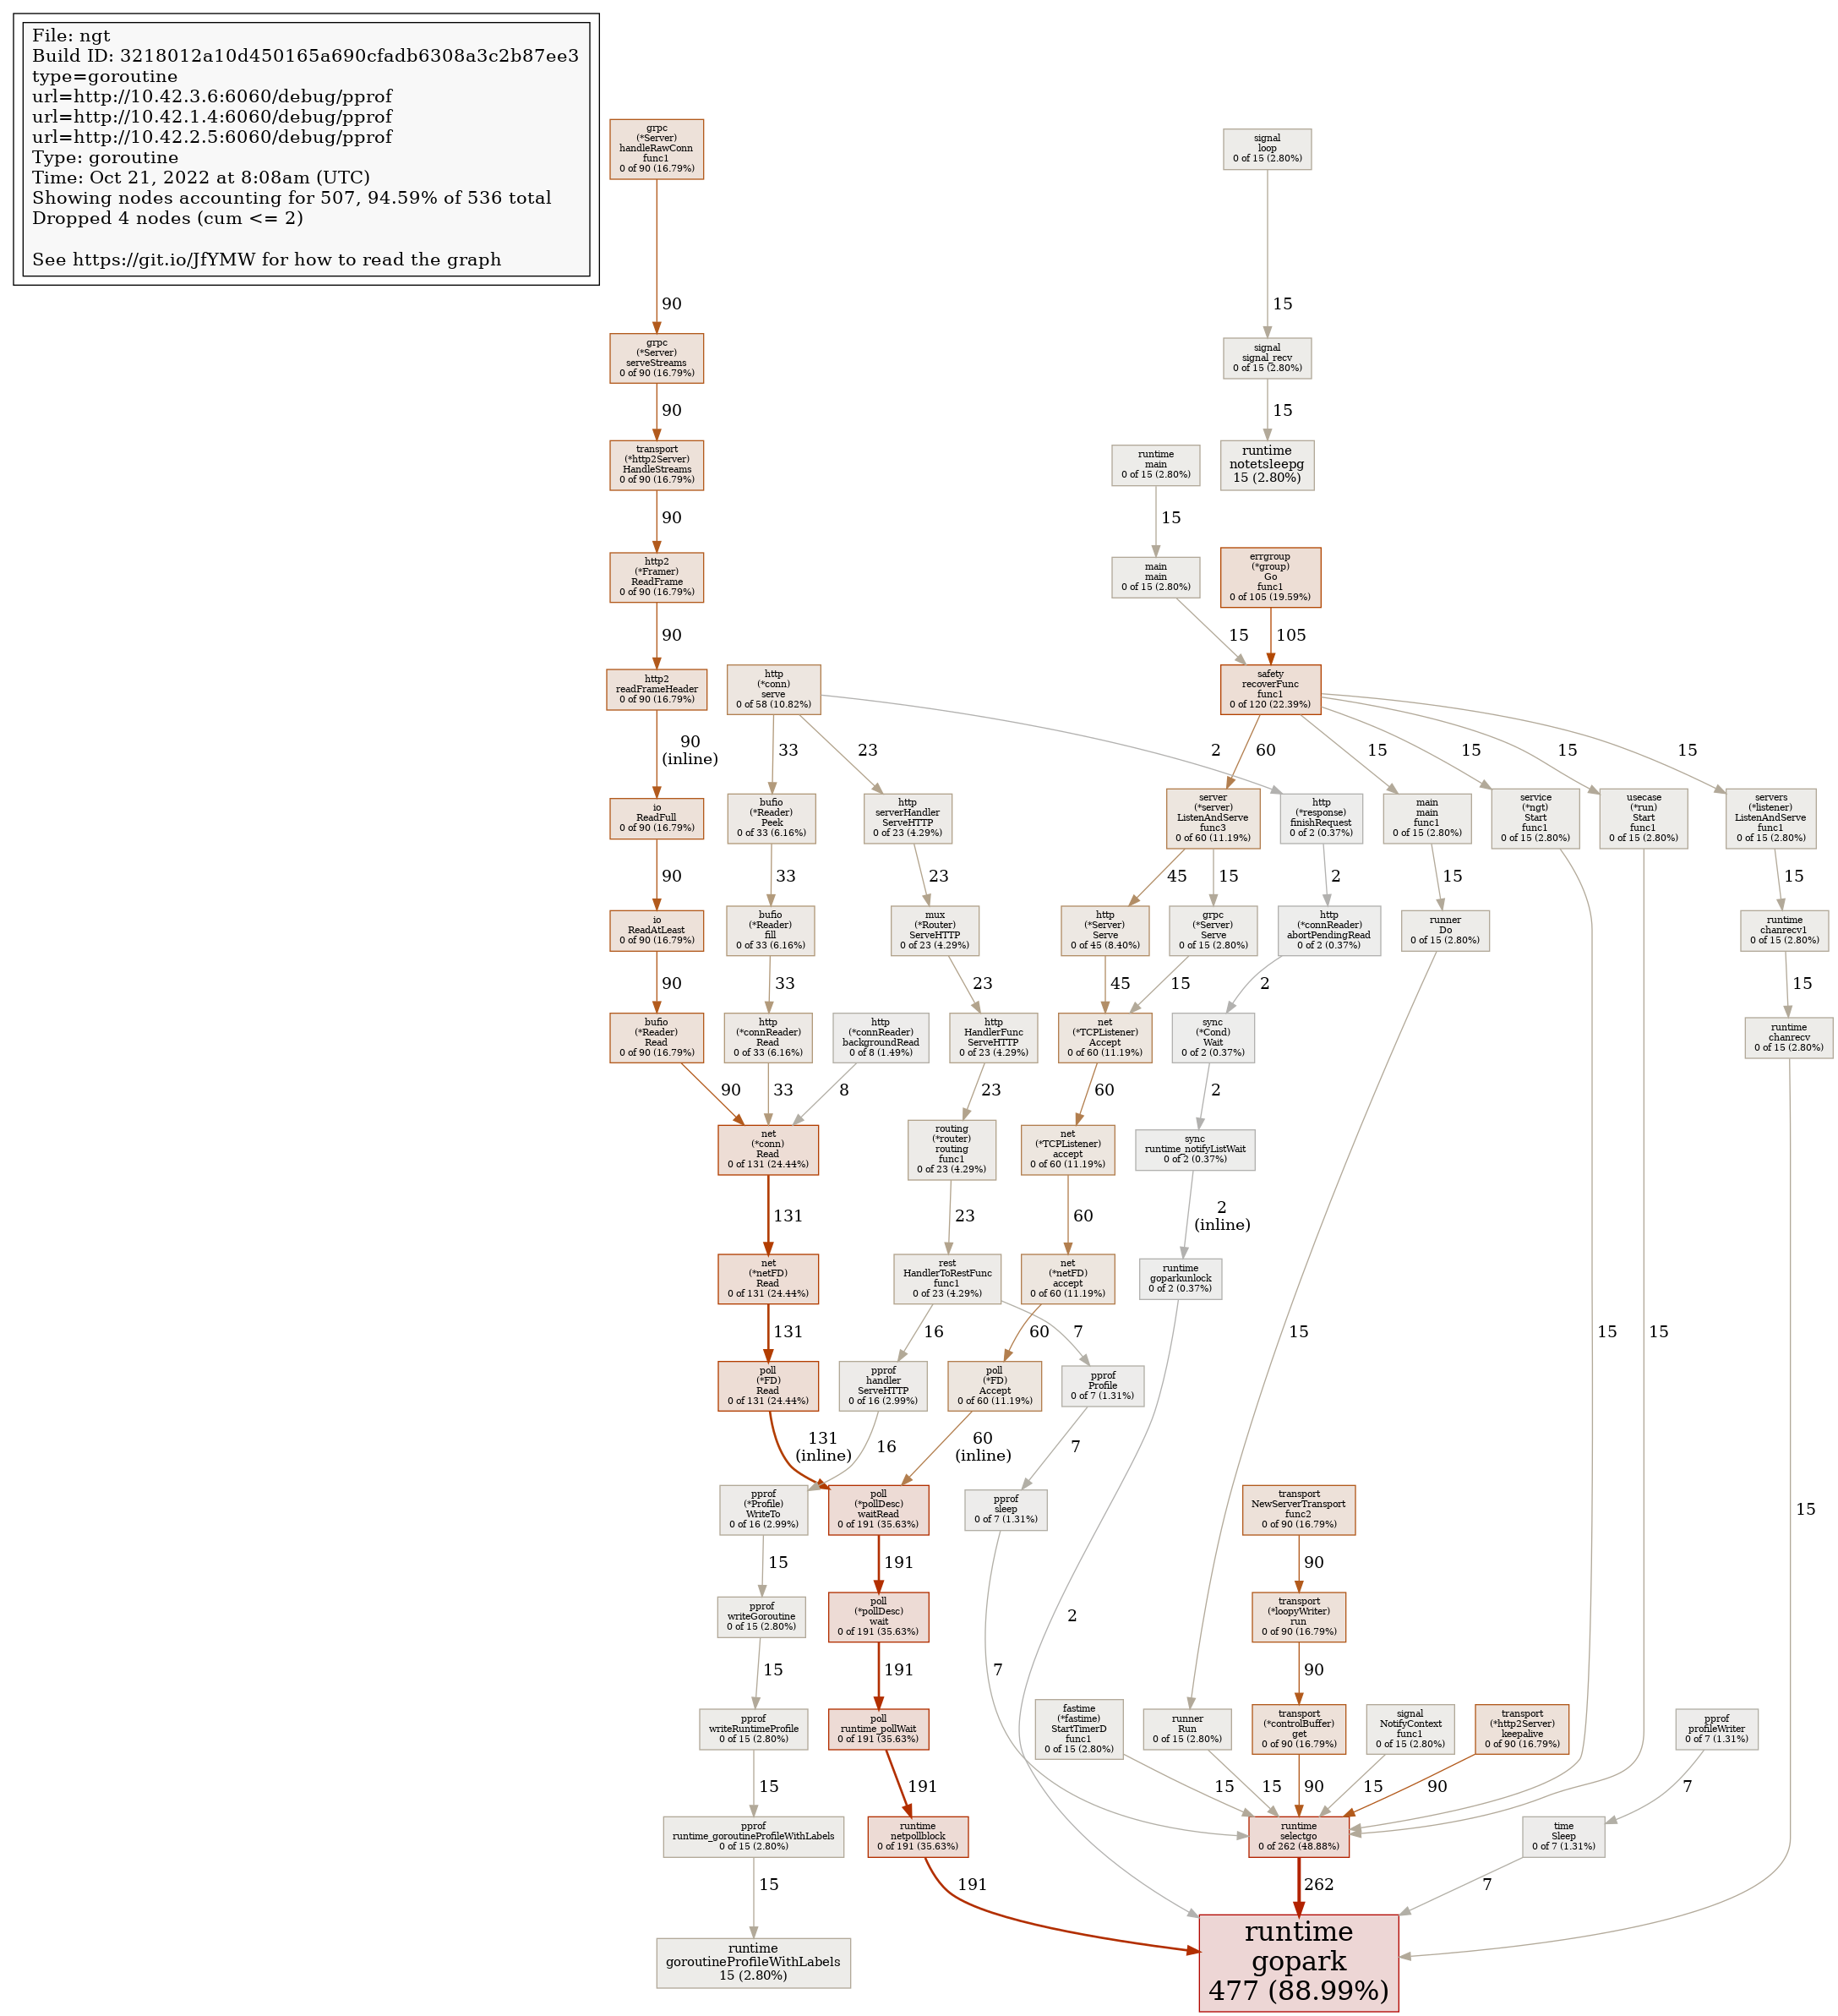 File: ngt
Build ID: 3218012a10d450165a690cfadb6308a3c2b87ee3
type=goroutine
url=http://10.42.3.6:6060/debug/pprof
url=http://10.42.1.4:6060/debug/pprof
url=http://10.42.2.5:6060/debug/pprof
Type: goroutine
Time: Oct 21, 2022 at 8:08am (UTC)
Showing nodes accounting for 507, 94.59% of 536 total
Dropped 4 nodes (cum <= 2)
See https://git.io/JfYMW for how to read the graph
grpc
(*Server)
handleRawConn
func1
0 of 90 (16.79%)
90
grpc
(*Server)
serveStreams
0 of 90 (16.79%)
90
transport
(*http2Server)
HandleStreams
0 of 90 (16.79%)
90
http2
(*Framer)
ReadFrame
0 of 90 (16.79%)
90
http2
readFrameHeader
0 of 90 (16.79%)
90
(inline)
io
ReadFull
0 of 90 (16.79%)
90
io
ReadAtLeast
0 of 90 (16.79%)
90
bufio
(*Reader)
Read
0 of 90 (16.79%)
90
signal
loop
0 of 15 (2.80%)
15
signal
signal_recv
0 of 15 (2.80%)
15
runtime
notetsleepg
15 (2.80%)
runtime
main
0 of 15 (2.80%)
15
main
main
0 of 15 (2.80%)
15
errgroup
(*group)
Go
func1
0 of 105 (19.59%)
105
safety
recoverFunc
func1
0 of 120 (22.39%)
60
15
15
15
15
http
(*conn)
serve
0 of 58 (10.82%)
33
23
2
bufio
(*Reader)
Peek
0 of 33 (6.16%)
33
bufio
(*Reader)
fill
0 of 33 (6.16%)
33
http
(*connReader)
Read
0 of 33 (6.16%)
33
http
(*connReader)
backgroundRead
0 of 8 (1.49%)
8
net
(*conn)
Read
0 of 131 (24.44%)
131
net
(*netFD)
Read
0 of 131 (24.44%)
131
poll
(*FD)
Read
0 of 131 (24.44%)
131
(inline)
http
serverHandler
ServeHTTP
0 of 23 (4.29%)
23
mux
(*Router)
ServeHTTP
0 of 23 (4.29%)
23
http
HandlerFunc
ServeHTTP
0 of 23 (4.29%)
23
routing
(*router)
routing
func1
0 of 23 (4.29%)
23
rest
HandlerToRestFunc
func1
0 of 23 (4.29%)
16
7
pprof
handler
ServeHTTP
0 of 16 (2.99%)
16
pprof
Profile
0 of 7 (1.31%)
7
pprof
sleep
0 of 7 (1.31%)
7
server
(*server)
ListenAndServe
func3
0 of 60 (11.19%)
45
15
http
(*Server)
Serve
0 of 45 (8.40%)
45
grpc
(*Server)
Serve
0 of 15 (2.80%)
15
net
(*TCPListener)
Accept
0 of 60 (11.19%)
60
net
(*TCPListener)
accept
0 of 60 (11.19%)
60
net
(*netFD)
accept
0 of 60 (11.19%)
60
poll
(*FD)
Accept
0 of 60 (11.19%)
60
(inline)
http
(*response)
finishRequest
0 of 2 (0.37%)
2
http
(*connReader)
abortPendingRead
0 of 2 (0.37%)
2
sync
(*Cond)
Wait
0 of 2 (0.37%)
2
sync
runtime_notifyListWait
0 of 2 (0.37%)
2
(inline)
runtime
goparkunlock
0 of 2 (0.37%)
2
main
main
func1
0 of 15 (2.80%)
15
runner
Do
0 of 15 (2.80%)
15
service
(*ngt)
Start
func1
0 of 15 (2.80%)
15
usecase
(*run)
Start
func1
0 of 15 (2.80%)
15
servers
(*listener)
ListenAndServe
func1
0 of 15 (2.80%)
15
runtime
chanrecv1
0 of 15 (2.80%)
15
runtime
chanrecv
0 of 15 (2.80%)
15
pprof
(*Profile)
WriteTo
0 of 16 (2.99%)
15
pprof
writeGoroutine
0 of 15 (2.80%)
15
pprof
writeRuntimeProfile
0 of 15 (2.80%)
15
pprof
runtime_goroutineProfileWithLabels
0 of 15 (2.80%)
15
runtime
goroutineProfileWithLabels
15 (2.80%)
poll
(*pollDesc)
waitRead
0 of 191 (35.63%)
191
poll
(*pollDesc)
wait
0 of 191 (35.63%)
191
poll
runtime_pollWait
0 of 191 (35.63%)
191
runtime
netpollblock
0 of 191 (35.63%)
191
transport
NewServerTransport
func2
0 of 90 (16.79%)
90
transport
(*loopyWriter)
run
0 of 90 (16.79%)
90
fastime
(*fastime)
StartTimerD
func1
0 of 15 (2.80%)
15
runner
Run
0 of 15 (2.80%)
15
transport
(*controlBuffer)
get
0 of 90 (16.79%)
90
signal
NotifyContext
func1
0 of 15 (2.80%)
15
transport
(*http2Server)
keepalive
0 of 90 (16.79%)
90
pprof
profileWriter
0 of 7 (1.31%)
7
runtime
selectgo
0 of 262 (48.88%)
262
time
Sleep
0 of 7 (1.31%)
7
runtime
gopark
477 (88.99%)